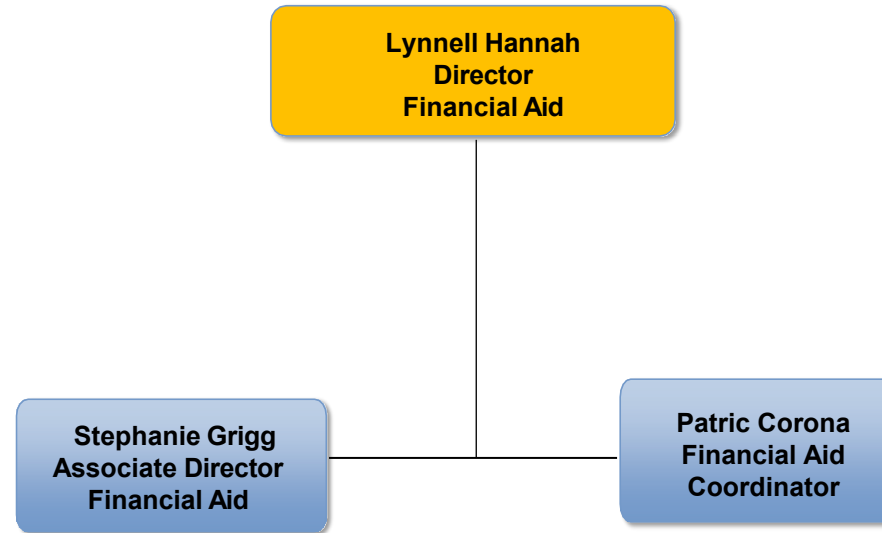 Lynnell Hannah
Director
Financial Aid
Stephanie Grigg
Associate Director
Financial Aid
Patric Corona
Financial Aid
Coordinator